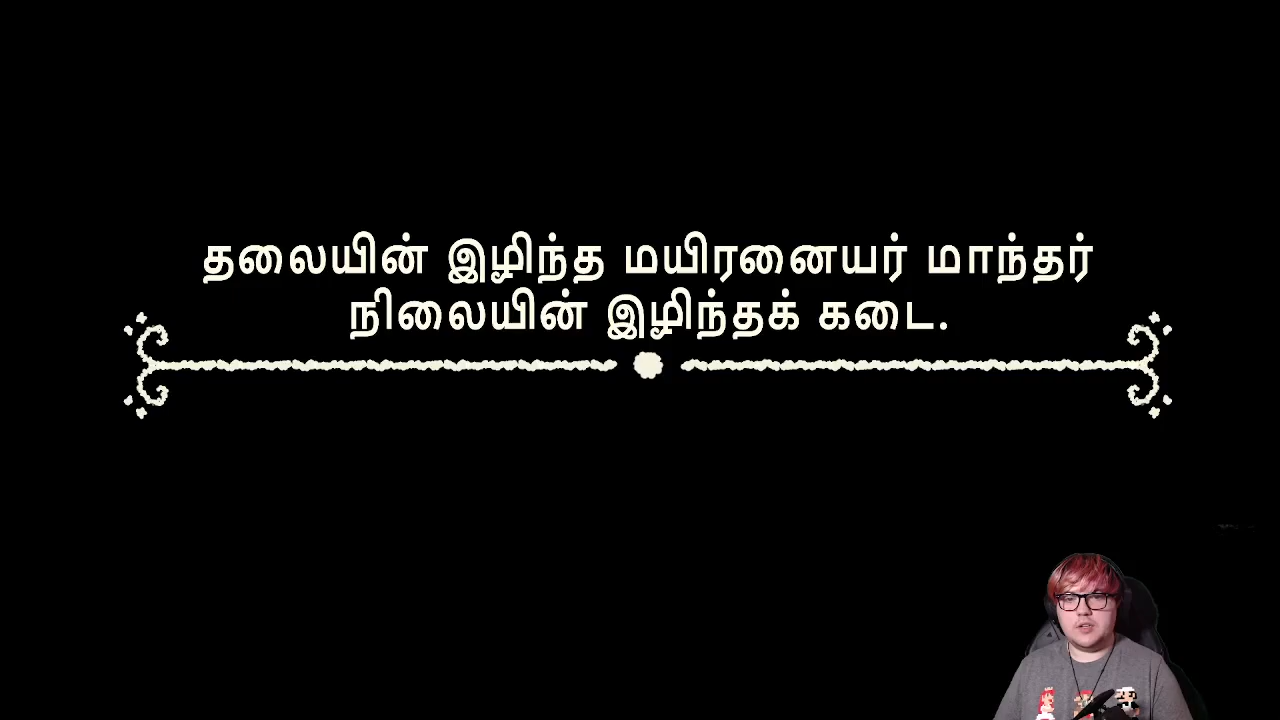 தலையின் இழிந்த மயிரனையர் மாந்தர்
நிலையின் இழிந்தக் கடை.